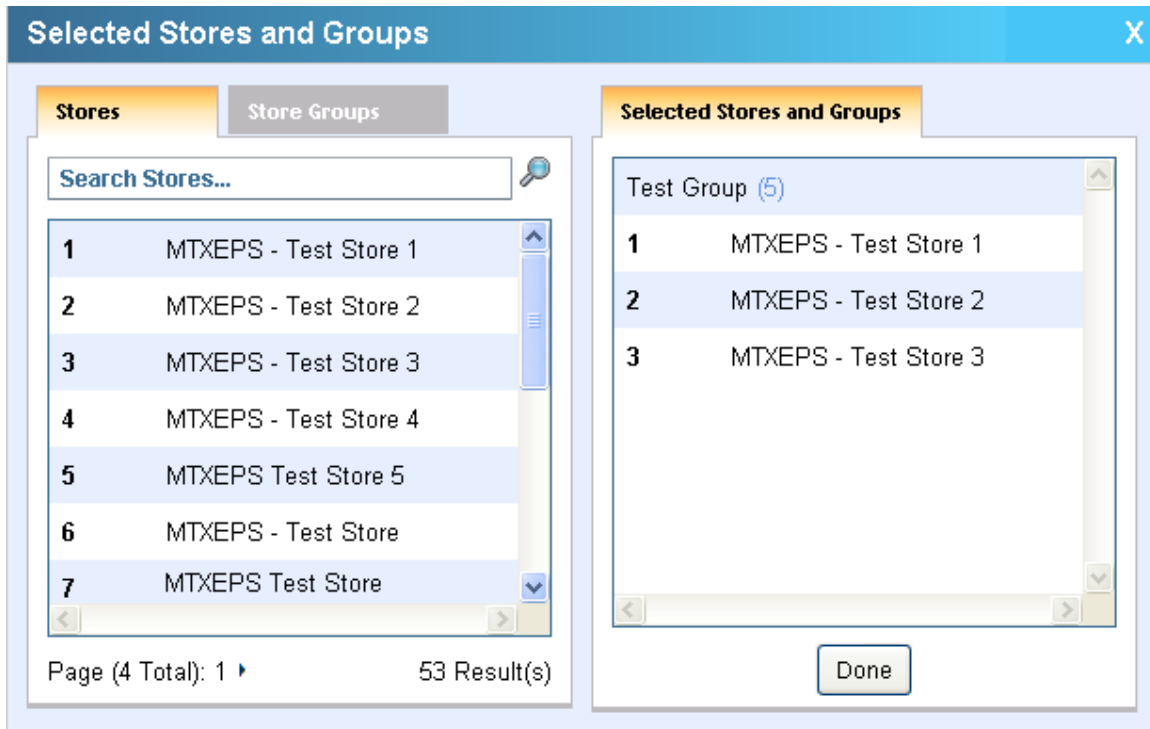 Selected Stores and Groups X
Stores Store Groups
Search Stores...
1 MTXEPS - Test Store 1
2 MTXEPS - Test Store 2
3 MTXEPS - Test Store 3
4 MTXEPS - Test Store 4
5 MTXEPS Test Store 5
6 MTXEPS - Test Store
7 MTXEPS Test Store
Page (4 Total): 1 53 Result(s)
Selected Stores and Groups
Test Group (5)
1 MTXEPS - Test Store 1
2 MTXEPS - Test Store 2
3 MTXEPS - Test Store 3
Done